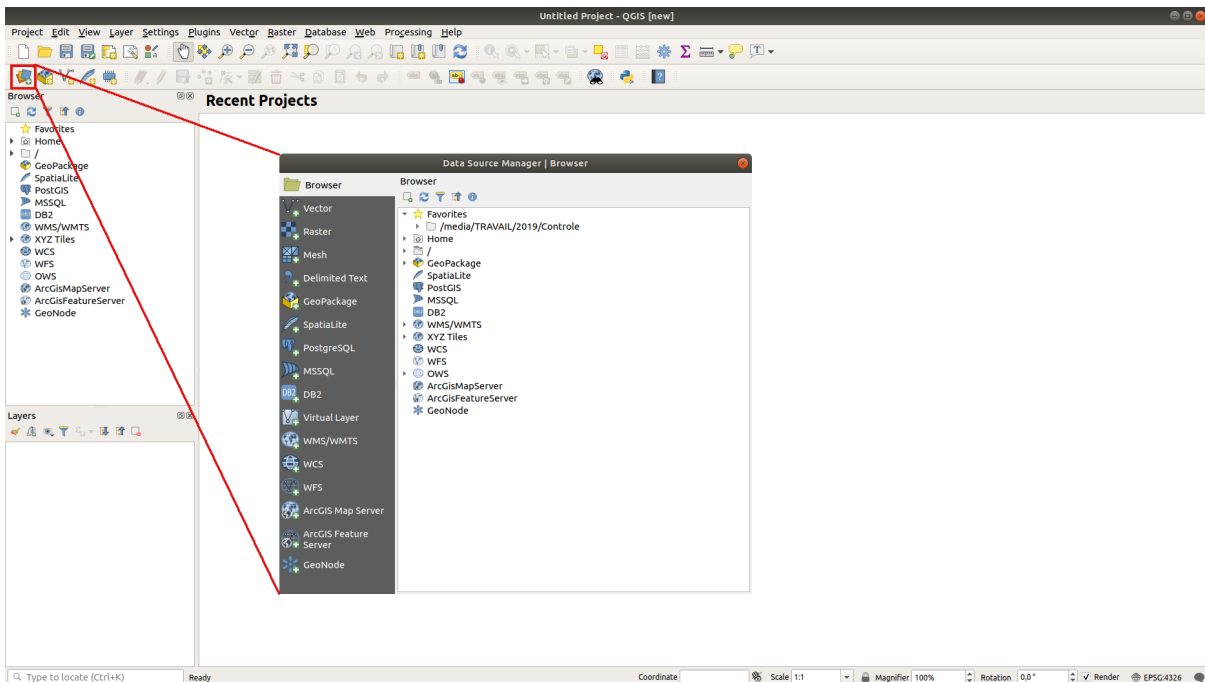 Untitled Project - QGIS [new]
Project Edit View Layer Settings Plugins Vector Raster Database Web Processing Help
Browser
Favorites
Home
/
GeoPackage
SpatiaLite
PostGIS
MSSQL
DB2
WMS/WMTS
XYZ Tiles
WCS
WFS
OWS
ArcGisMapServer
ArcGisFeatureServer
GeoNode
Layers
Recent Projects
Data Source Manager | Browser
Browser
Vector
Raster
Mesh
Delimited Text
GeoPackage
SpatiaLite
PostgreSQL
MSSQL
DB2
Virtual Layer
WMS/WMTS
WCS
WFS
ArcGIS Map Server
ArcGIS Feature
Server
GeoNode
Browser
Favorites
/media/TRAVAIL/2019/Controle
Home
/
GeoPackage
SpatiaLite
PostGIS
MSSQL
DB2
WMS/WMTS
XYZ Tiles
WCS
WFS
OWS
ArcGisMapServer
ArcGisFeatureServer
GeoNode
Type to locate (Ctrl+K) Ready Coordinate Scale 1:1 Magnifier 100% Rotation 0,0 ° Render EPSG:4326